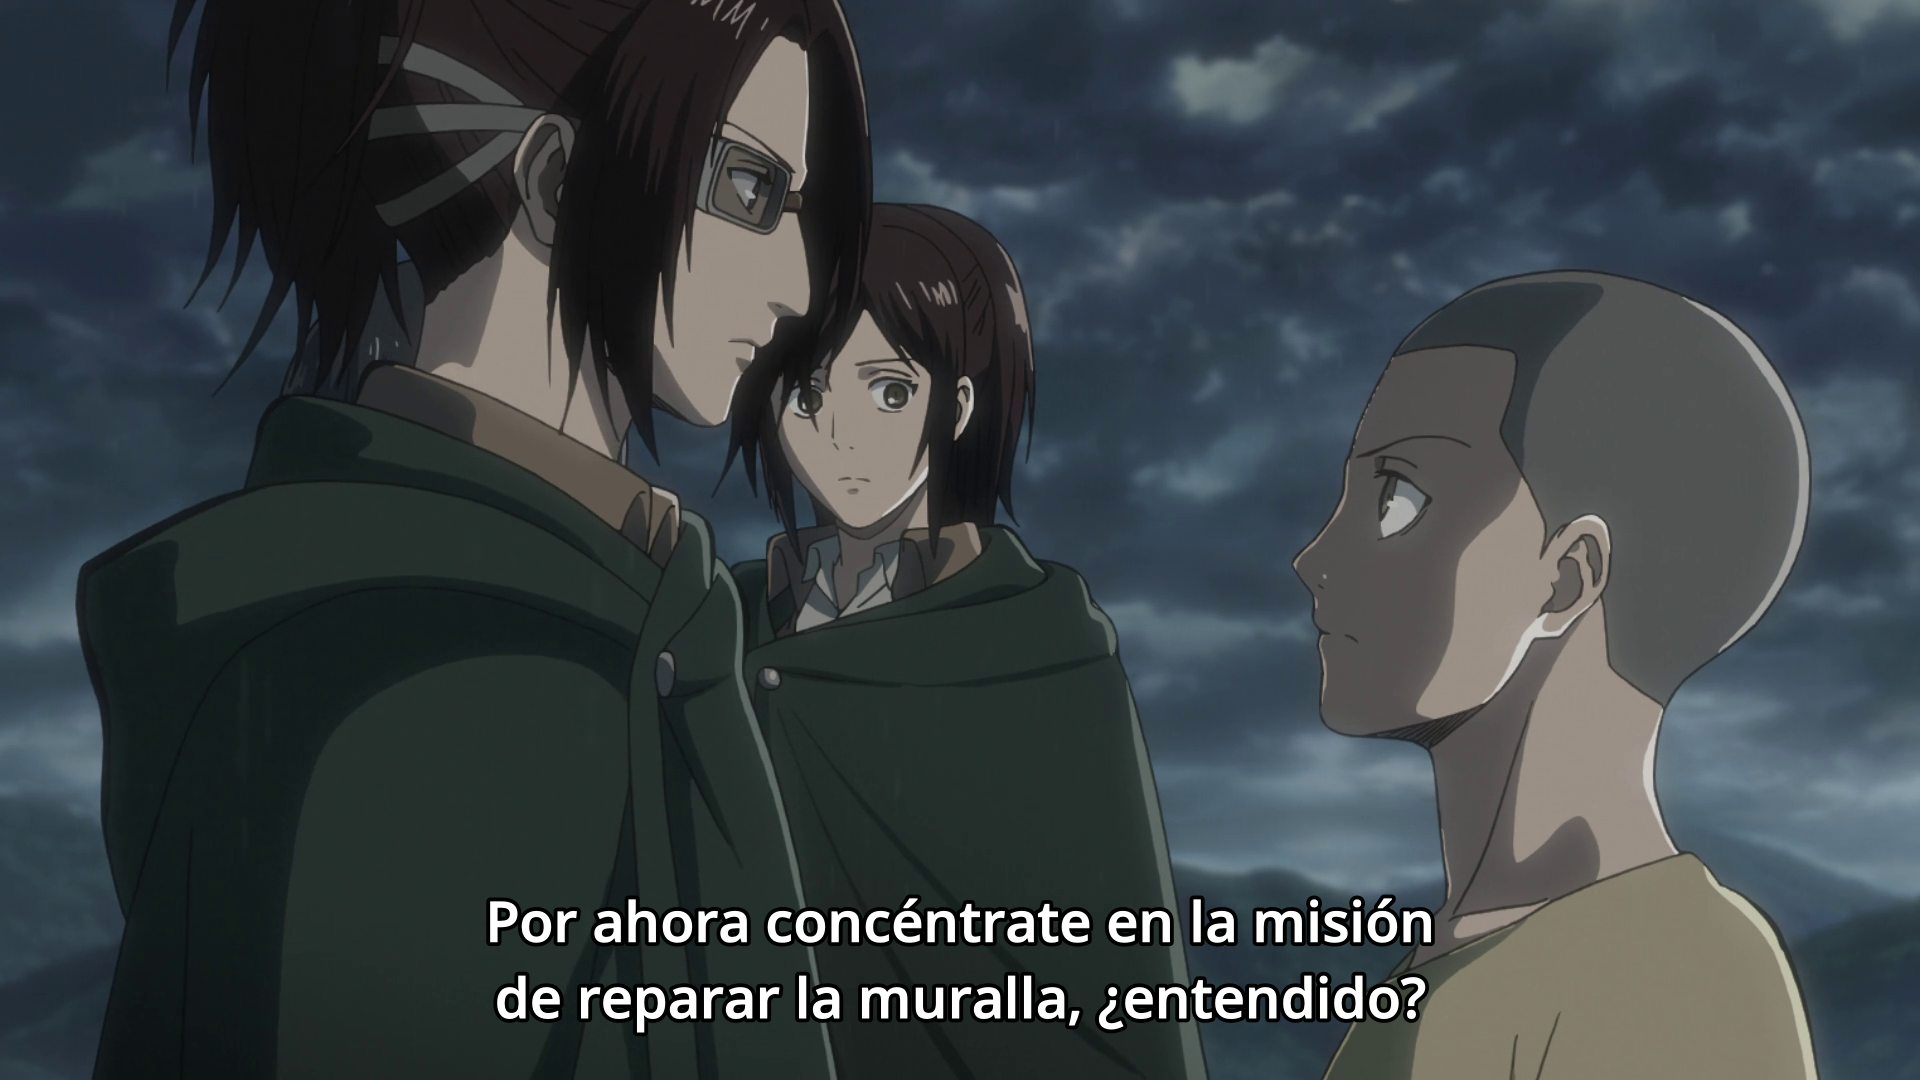 Por ahora concéntrate en la misión
de reparar la muralla, ¿entendido?